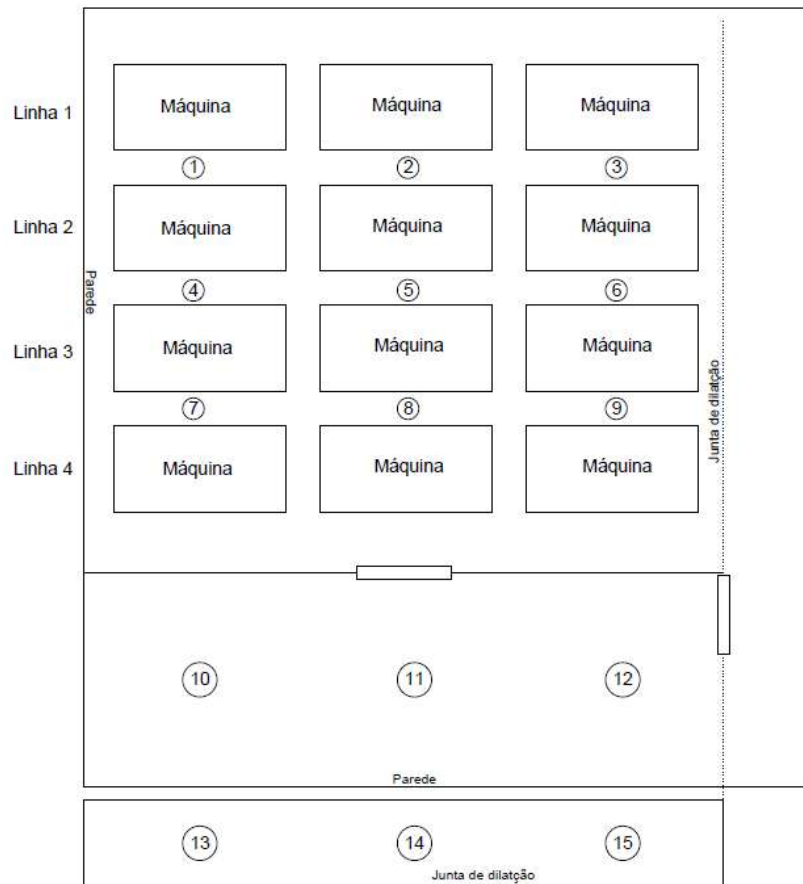 Linha 1 Máquina Máquina Máquina
1 2 3
Linha 2 Máquina Máquina Máquina
Parede
4 5 6
Linha 3 Máquina Máquina Máquina
Junta de dilatção
7 8 9
Linha 4 Máquina Máquina Máquina
10 11 12
Parede
13 14 15
Junta de dilatção